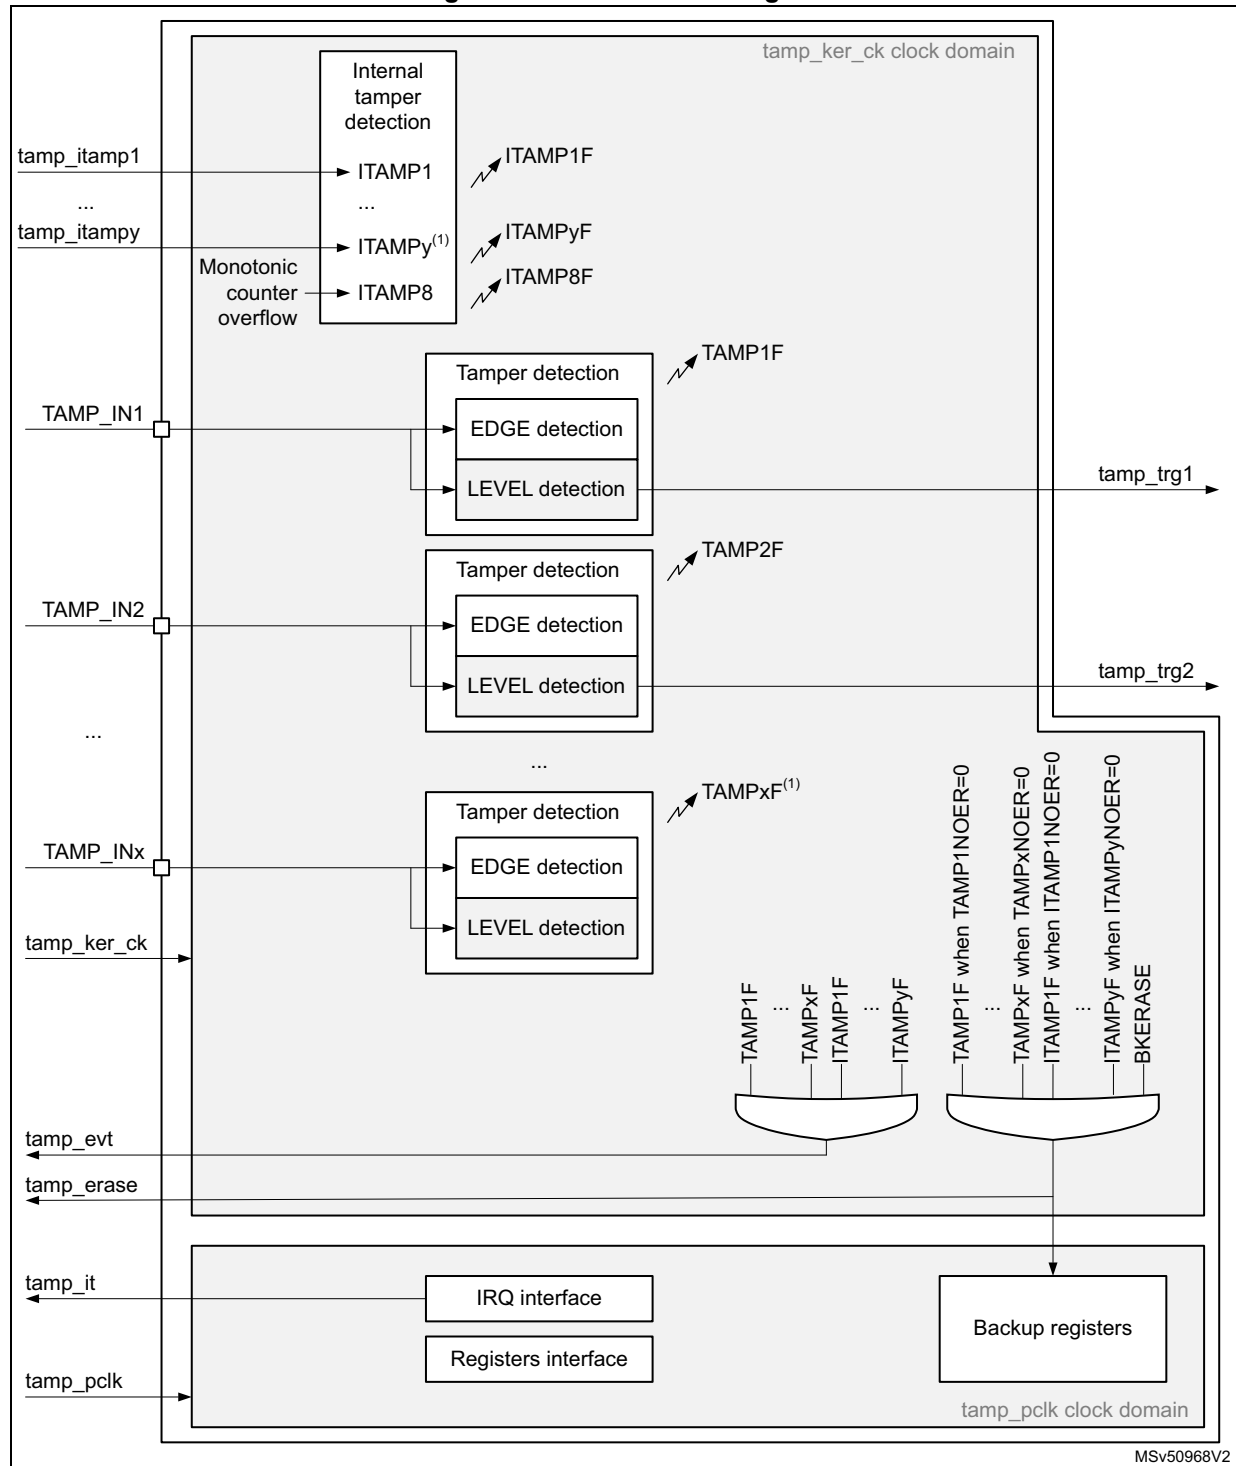 tamp_ker_ck clock domain
Internal
tamper
detection
tamp_itamp1
ITAMP1
ITAMP1F
...
...
tamp_itampy
ITAMPy(1)
ITAMPyF
Monotonic
counter
overflow
ITAMP8
ITAMP8F
TAMP1F
Tamper detection
TAMP_IN1
EDGE detection
LEVEL detection
tamp_trg1
TAMP2F
Tamper detection
TAMP_IN2
EDGE detection
LEVEL detection
tamp_trg2
...
...
TAMPxF(1)
Tamper detection
TAMP_INx
EDGE detection
LEVEL detection
tamp_ker_ck
TAMP1F
...
TAMPxF
ITAMP1F
...
ITAMPyF
TAMP1F when TAMP1NOER=0
...
TAMPxF when TAMPxNOER=0
ITAMP1F when ITAMP1NOER=0
...
ITAMPyF when ITAMPyNOER=0
BKERASE
tamp_evt
tamp_erase
tamp_it
IRQ interface
Backup registers
Registers interface
tamp_pclk
tamp_pclk clock domain
MSv50968V2